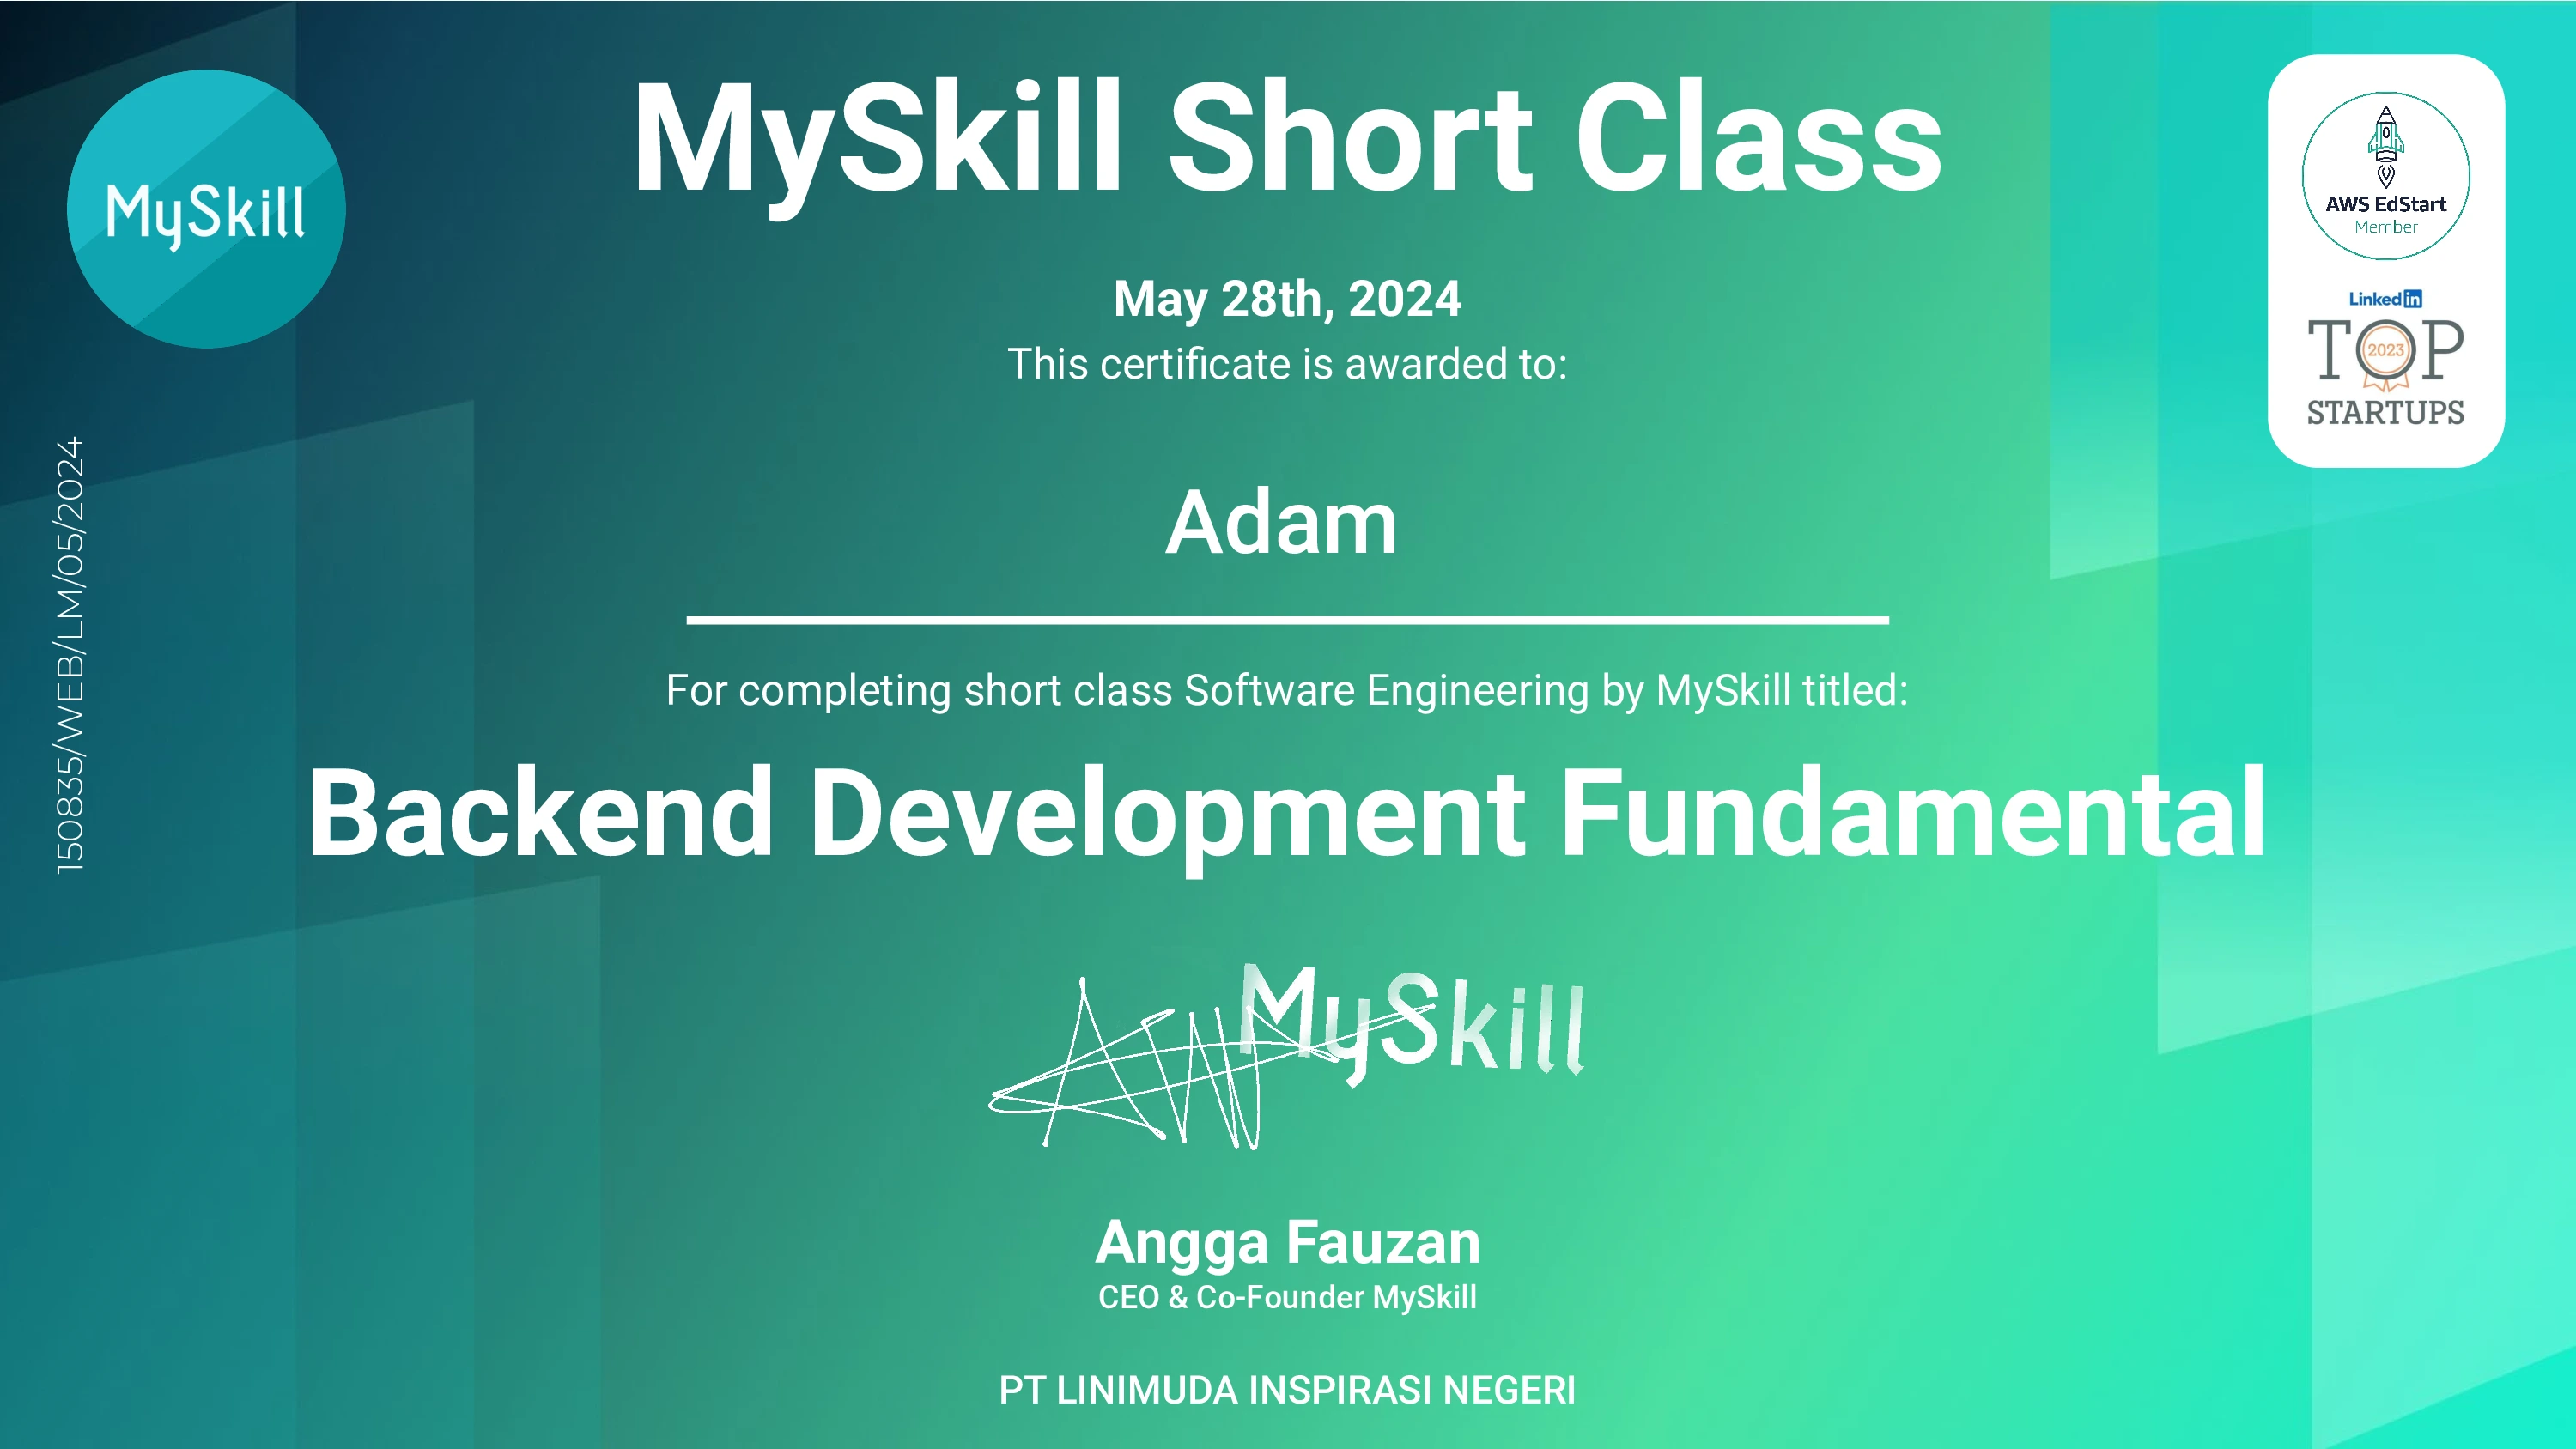 MySkill Short Class
MySkill
AWS EdStart
Member
LinkedIn
TOP
2023
STARTUPS
May 28th, 2024
This certificate is awarded to:
Adam
150835/WEB/LM/05/2024
For completing short class Software Engineering by MySkill titled:
Backend Development Fundamental
MySkill
Angga Fauzan
CEO & Co-Founder MySkill
PT LINIMUDA INSPIRASI NEGERI